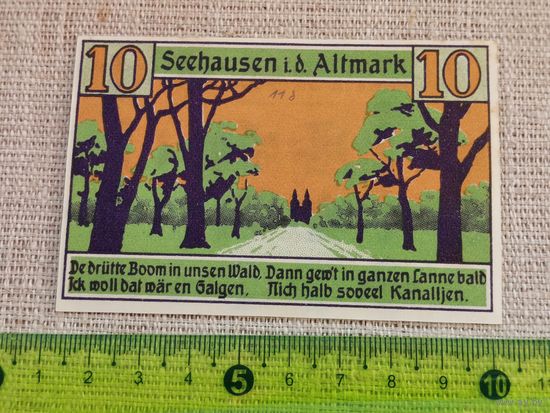 10 Seehausen i. d. Altmark 10
118
De drütte Boom in unsen Wald, Dann gew't in ganzen Lanne bald
Ick woll dat wär en Galgen. Nich halb soveel Kanalljen.
1 2 3 4 5 6 7 8 9 10